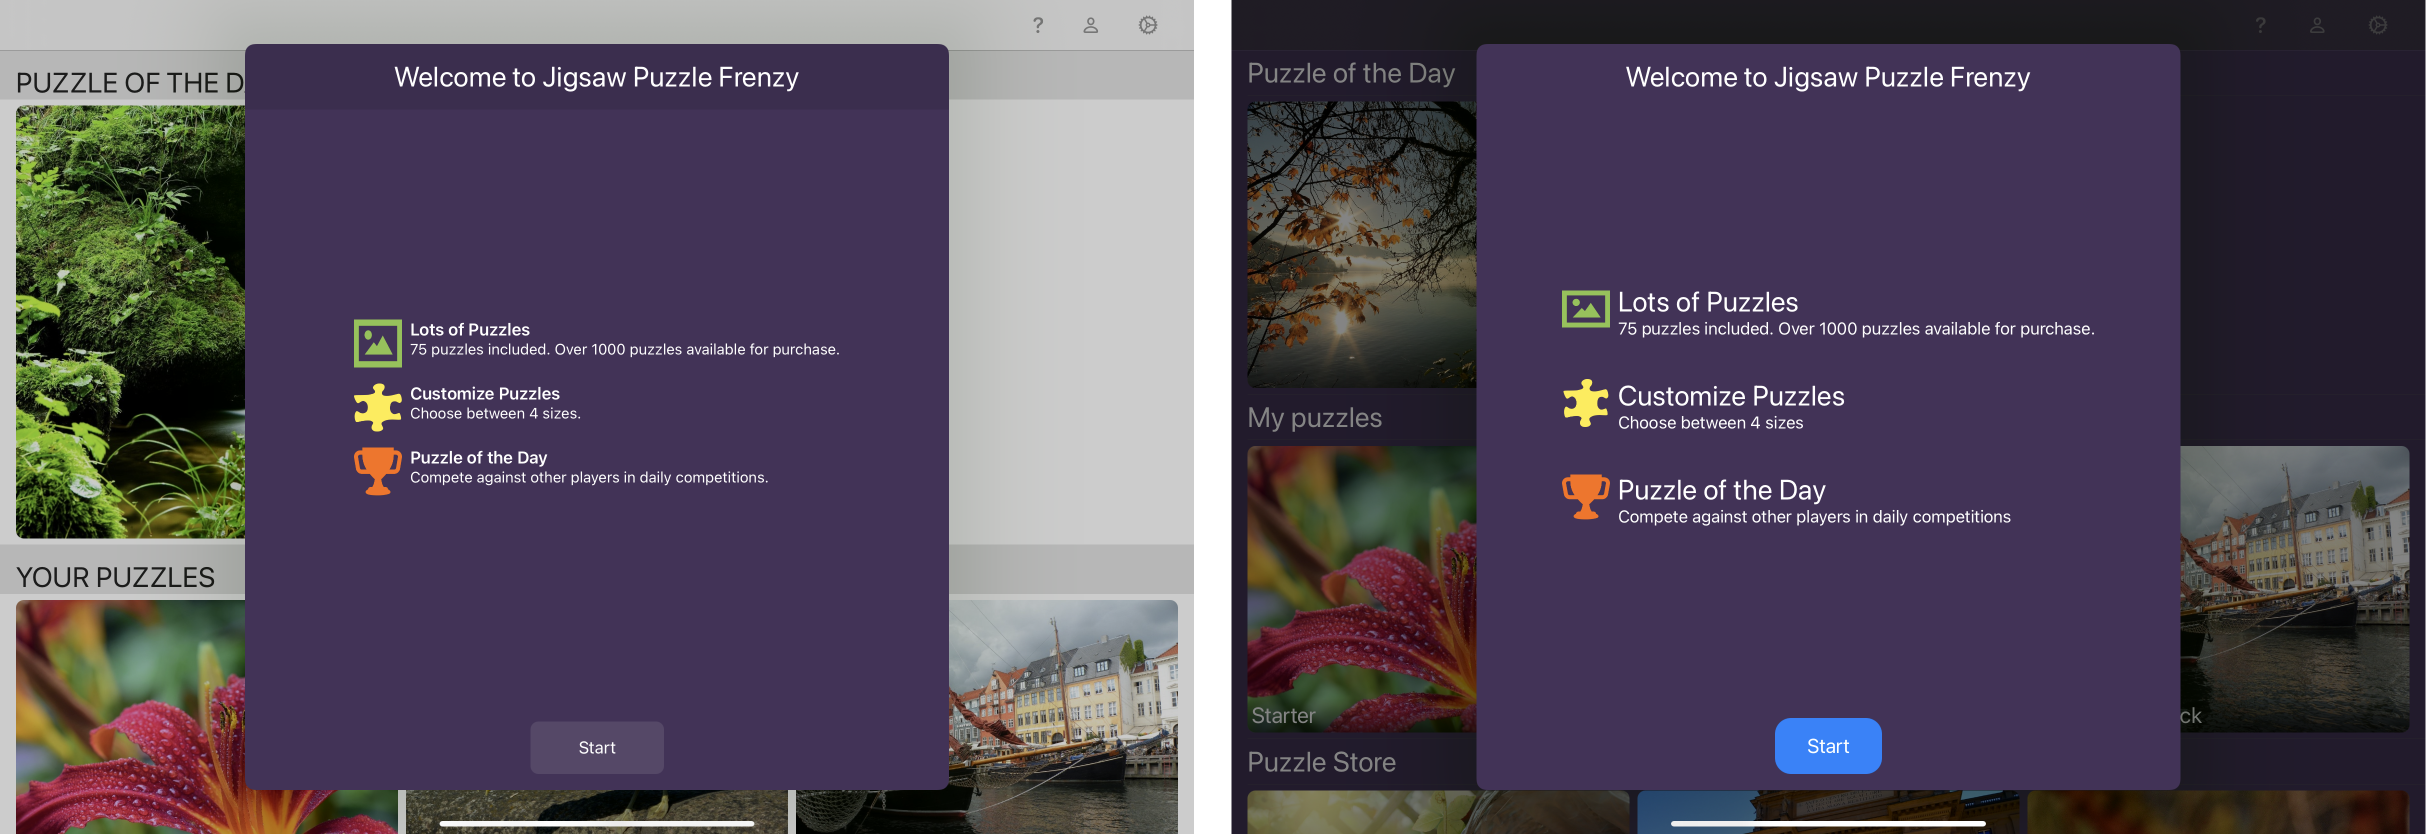 ?
PUZZLE OF THE D
Welcome to Jigsaw Puzzle Frenzy
Lots of Puzzles
75 puzzles included. Over 1000 puzzles available for purchase.
Customize Puzzles
Choose between 4 sizes.
Puzzle of the Day
Compete against other players in daily competitions.
YOUR PUZZLES
Start
?
Puzzle of the Day
Welcome to Jigsaw Puzzle Frenzy
Lots of Puzzles
75 puzzles included. Over 1000 puzzles available for purchase.
Customize Puzzles
Choose between 4 sizes
Puzzle of the Day
Compete against other players in daily competitions
My puzzles
Starter
ck
Start
Puzzle Store